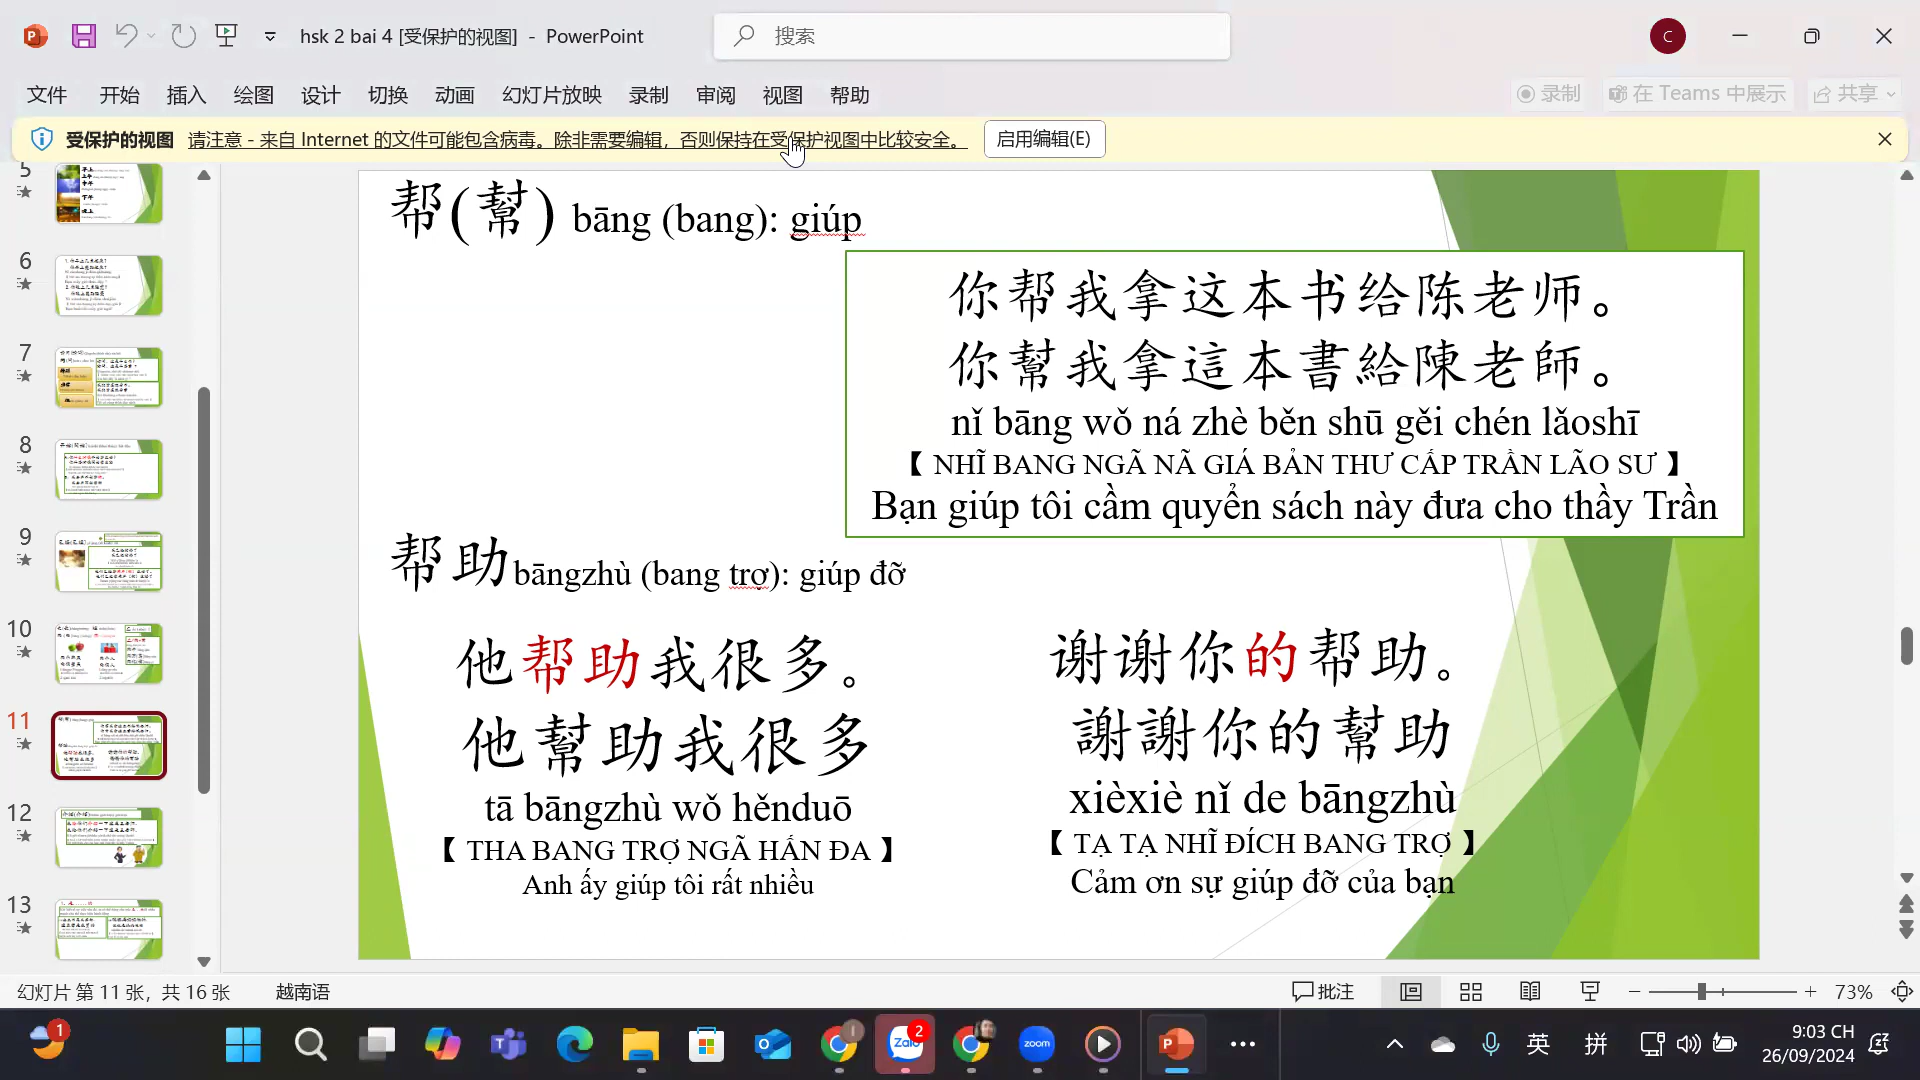 hsk 2 bai 4 [受保护的视图] - PowerPoint
搜索
C
文件 开始 插入 绘图 设计 切换 动画 幻灯片放映 录制 审阅 视图 帮助
录制 在 Teams 中展示 共享
受保护的视图 请注意 - 来自 Internet 的文件可能包含病毒。除非需要编辑，否则保持在受保护视图中比较安全。 启用编辑(E)
5
6
7
8
9
10
11
12
13
帮(幫) bāng (bang): giúp
你帮我拿这本书给陈老师。
你幫我拿這本書給陳老師。
nǐ bāng wǒ ná zhè běn shū gěi chén lǎoshī
【 NHĨ BANG NGÃ NÃ GIÁ BẢN THƯ CẤP TRẦN LÃO SƯ 】
Bạn giúp tôi cầm quyển sách này đưa cho thầy Trần
帮助 bāngzhù (bang trợ): giúp đỡ
他帮助我很多。
他幫助我很多
tā bāngzhù wǒ hěnduō
【 THA BANG TRỢ NGÃ HẤN ĐA 】
Anh ấy giúp tôi rất nhiều
谢谢你的帮助。
謝謝你的幫助
xièxiè nǐ de bāngzhù
【 TẠ TẠ NHĨ ĐÍCH BANG TRỢ 】
Cảm ơn sự giúp đỡ của bạn
幻灯片 第 11 张，共 16 张 越南语
批注
73%
1
Zalo
2
zoom
英 拼
9:03 CH
26/09/2024